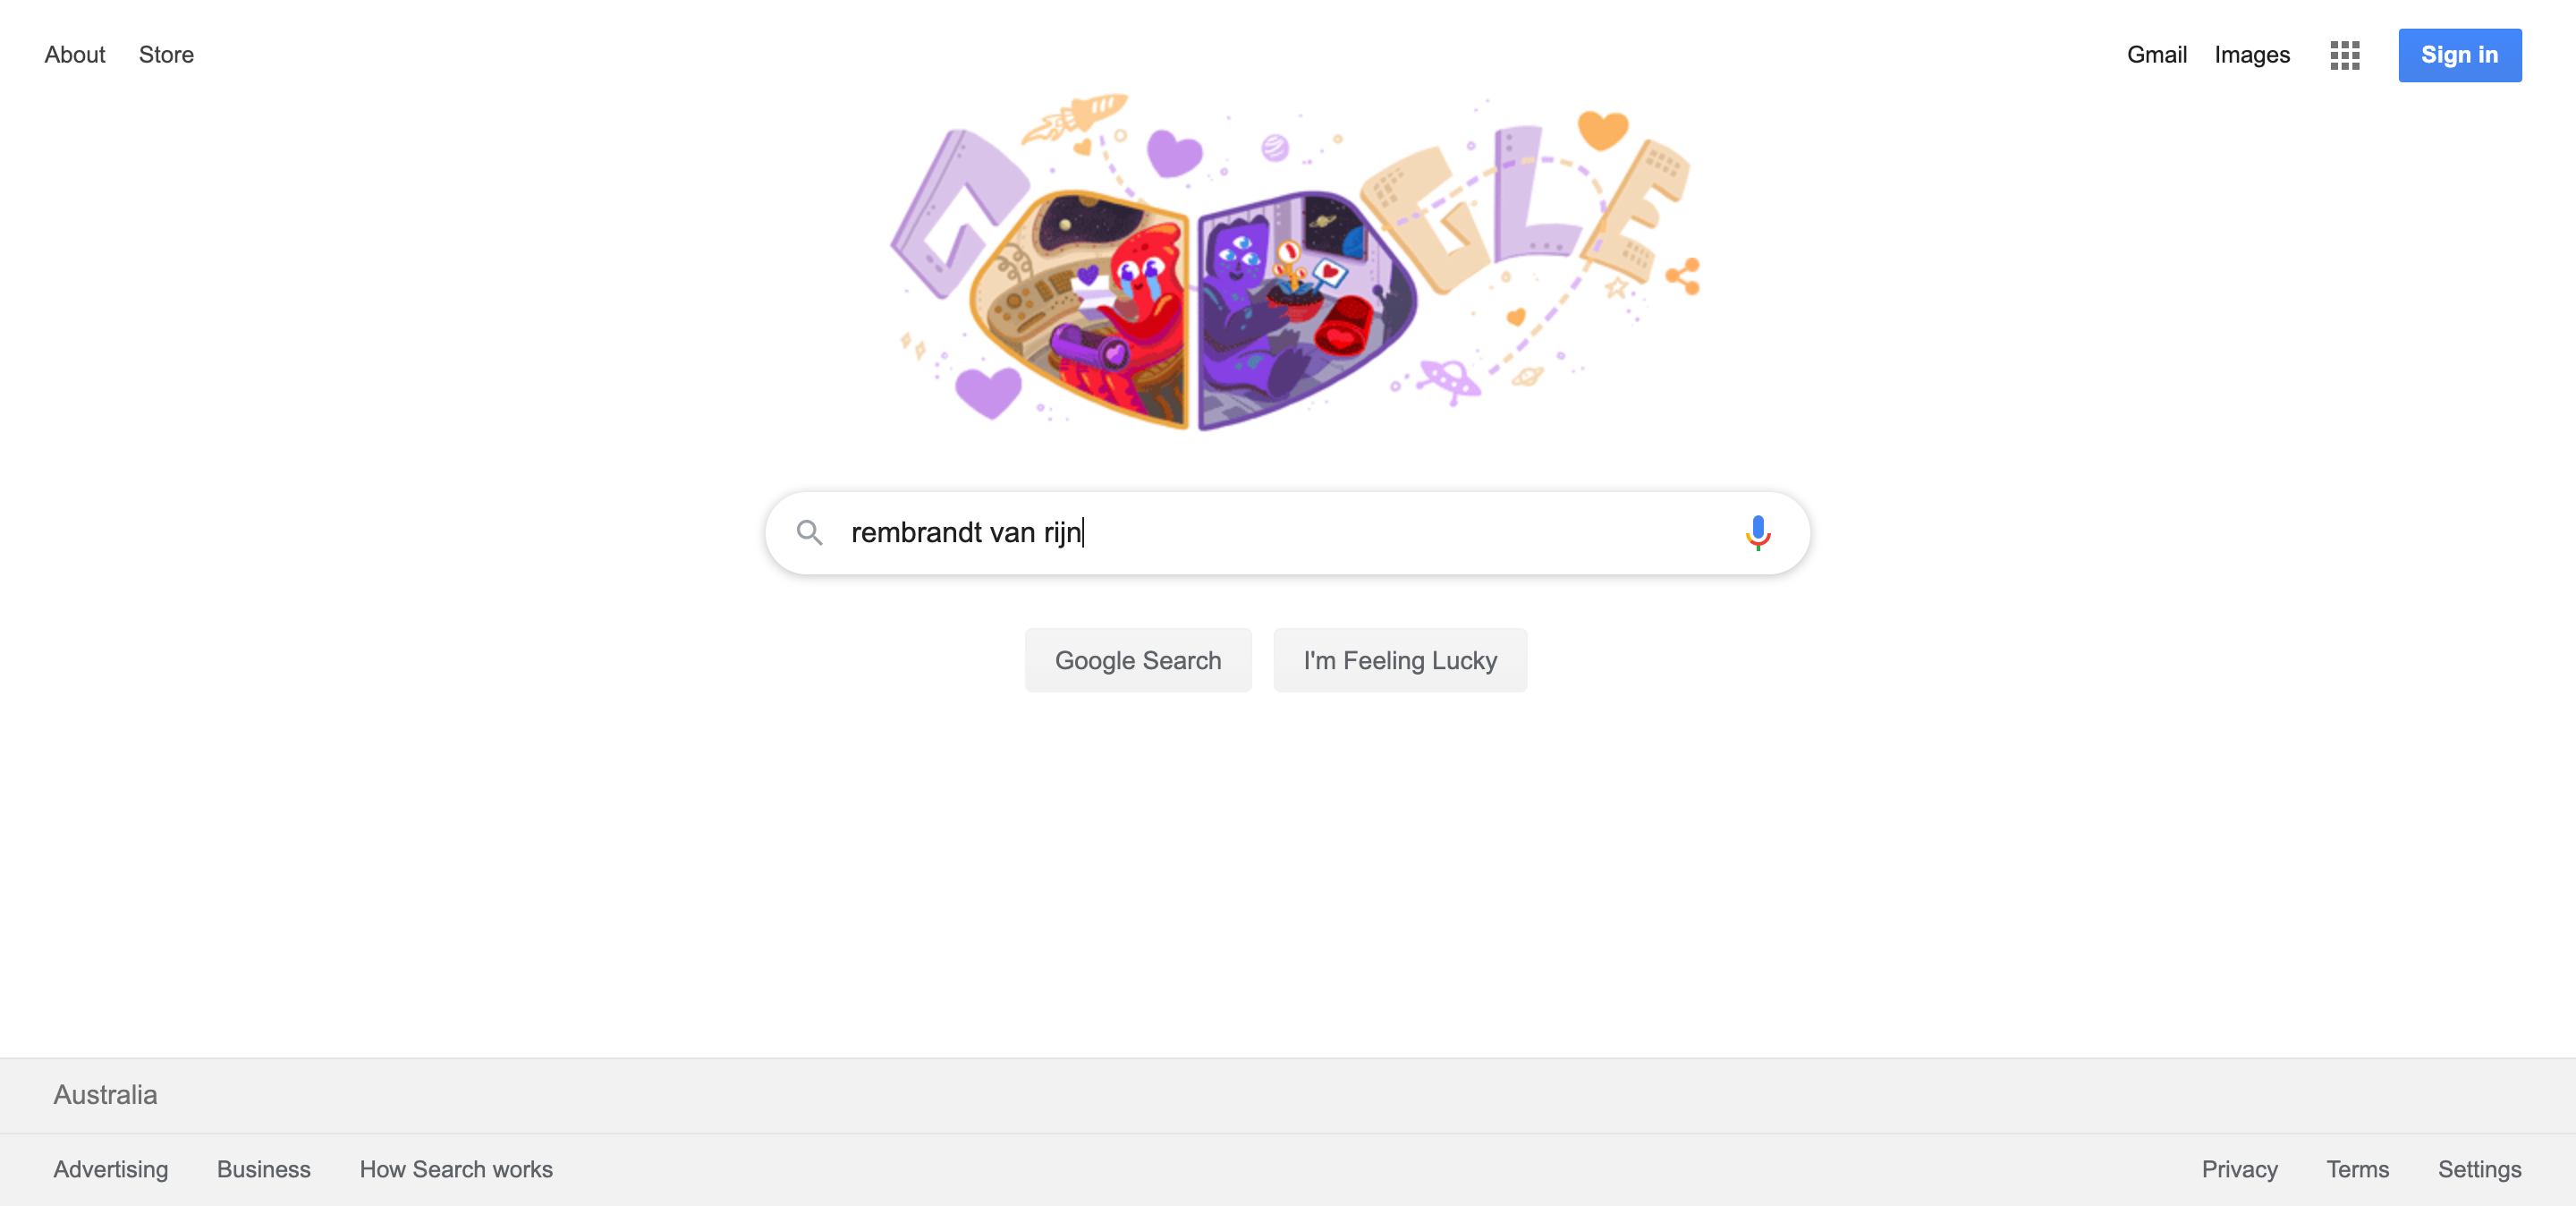 About Store
Gmail Images Sign in
G GLE
rembrandt van rijn
Google Search I'm Feeling Lucky
Australia
Advertising Business How Search works
Privacy Terms Settings